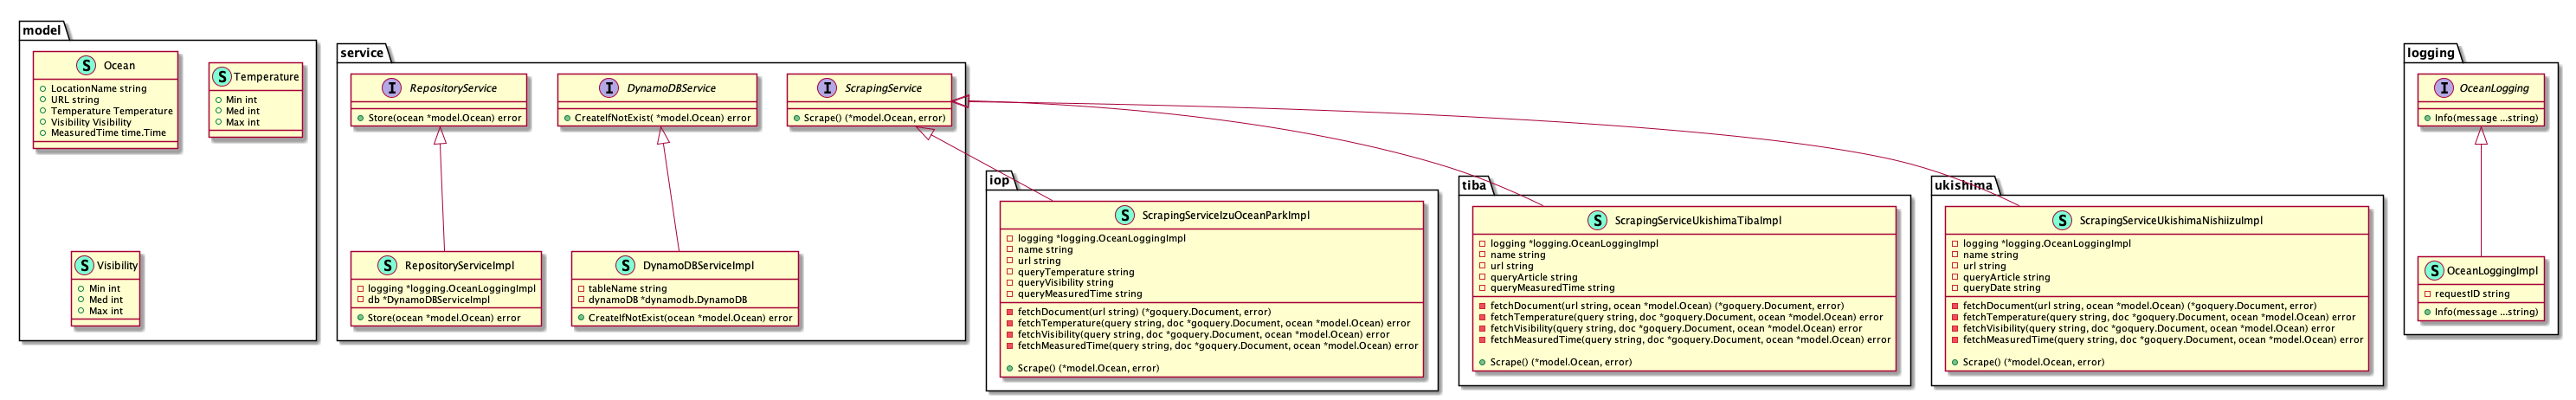 model
S Ocean
LocationName string
URL string
Temperature Temperature
Visibility Visibility
MeasuredTime time.Time
S Temperature
Min int
Med int
Max int
S Visibility
Min int
Med int
Max int
service
I RepositoryService
Store(ocean *model.Ocean) error
I DynamoDBService
CreateIfNotExist( *model.Ocean) error
I ScrapingService
Scrape() (*model.Ocean, error)
S RepositoryServiceImpl
logging *logging.OceanLoggingImpl
db *DynamoDBServiceImpl
Store(ocean *model.Ocean) error
S DynamoDBServiceImpl
tableName string
dynamoDB *dynamodb.DynamoDB
CreateIfNotExist(ocean *model.Ocean) error
iop
S ScrapingServiceIzuOceanParkImpl
logging *logging.OceanLoggingImpl
name string
url string
queryTemperature string
queryVisibility string
queryMeasuredTime string
fetchDocument(url string) (*goquery.Document, error)
fetchTemperature(query string, doc *goquery.Document, ocean *model.Ocean) error
fetchVisibility(query string, doc *goquery.Document, ocean *model.Ocean) error
fetchMeasuredTime(query string, doc *goquery.Document, ocean *model.Ocean) error
Scrape() (*model.Ocean, error)
tiba
S ScrapingServiceUkishimaTibaImpl
logging *logging.OceanLoggingImpl
name string
url string
queryArticle string
queryMeasuredTime string
fetchDocument(url string, ocean *model.Ocean) (*goquery.Document, error)
fetchTemperature(query string, doc *goquery.Document, ocean *model.Ocean) error
fetchVisibility(query string, doc *goquery.Document, ocean *model.Ocean) error
fetchMeasuredTime(query string, doc *goquery.Document, ocean *model.Ocean) error
Scrape() (*model.Ocean, error)
ukishima
S ScrapingServiceUkishimaNishiizuImpl
logging *logging.OceanLoggingImpl
name string
url string
queryArticle string
queryDate string
fetchDocument(url string, ocean *model.Ocean) (*goquery.Document, error)
fetchTemperature(query string, doc *goquery.Document, ocean *model.Ocean) error
fetchVisibility(query string, doc *goquery.Document, ocean *model.Ocean) error
fetchMeasuredTime(query string, doc *goquery.Document, ocean *model.Ocean) error
Scrape() (*model.Ocean, error)
logging
I OceanLogging
Info(message ...string)
S OceanLoggingImpl
requestID string
Info(message ...string)